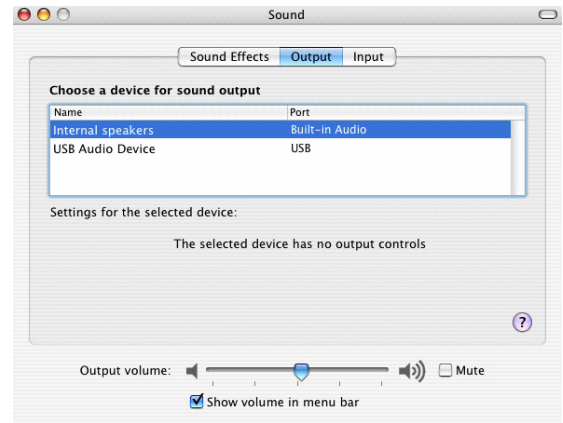 Sound
Sound Effects Output Input
Choose a device for sound output
Name Port
Internal speakers Built-in Audio
USB Audio Device USB
Settings for the selected device:
The selected device has no output controls
?
Output volume: Mute
Show volume in menu bar